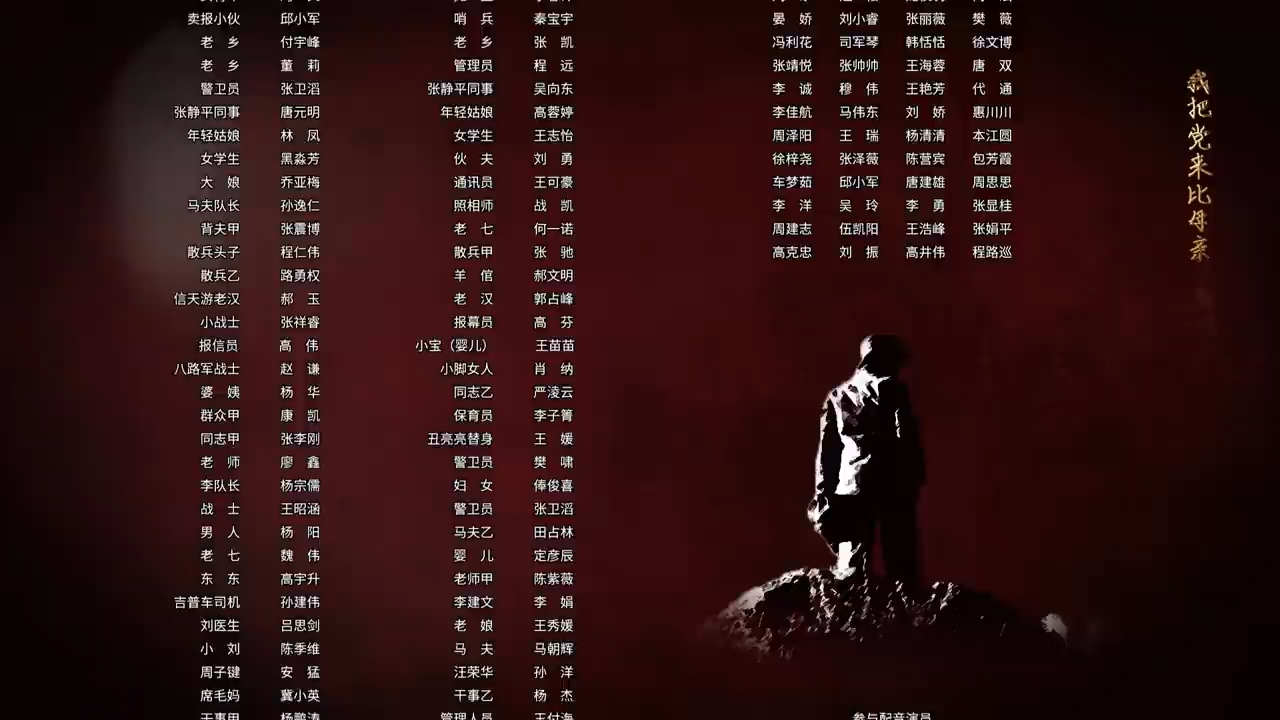 卖报小伙 邱小军
老乡 付宇峰
老乡 董莉
警卫员 张卫滔
张静平同事 唐元明
年轻姑娘 林凤
女学生 黑淼芳
大娘 乔亚梅
马夫队长 孙逸仁
背夫甲 张震博
散兵头子 程仁伟
散兵乙 路勇权
信天游老汉 郝玉
小战士 张祥睿
报信员 高伟
八路军战士 赵谦
婆姨 杨华
群众甲 康凯
同志甲 张李刚
老师 廖鑫
李队长 杨宗儒
战士 王昭涵
男人 杨阳
老七 魏伟
东东 高宇升
吉普车司机 孙建伟
刘医生 吕思剑
小刘 陈季维
周子键 安猛
席毛妈 冀小英
干事甲 杨鹏涛
哨兵 秦宝宇
老乡 张凯
管理员 程远
张静平同事 吴向东
年轻姑娘 高蓉婷
女学生 王志怡
伙夫 刘勇
通讯员 王可豪
照相师 战凯
老七 何一诺
散兵甲 张驰
羊倌 郝文明
老汉 郭占峰
报幕员 高芬
小宝（婴儿） 王苗苗
小脚女人 肖纳
同志乙 严淩云
保育员 李子箐
丑亮亮替身 王媛
警卫员 樊啸
妇女 俸俊喜
警卫员 张卫滔
马夫乙 田占林
婴儿 定彦辰
老师甲 陈紫薇
李建文 李娟
老娘 王秀媛
马夫 马朝辉
汪荣华 孙洋
干事乙 杨杰
管理人员 王付海
晏娇 刘小睿 张丽薇 樊薇
冯利花 司军琴 韩恬恬 徐文博
张靖悦 张帅帅 王海蓉 唐双
李诚 穆伟 王艳芳 代通
李佳航 马伟东 刘娇 惠川川
周泽阳 王瑞 杨清清 本江圆
徐梓尧 张泽薇 陈营宾 包芳霞
车梦茹 邱小军 唐建雄 周思思
李洋 吴玲 李勇 张显桂
周建志 伍凯阳 王浩峰 张娟平
高克忠 刘振 高井伟 程路巡
参与配音演员
我把党来比母亲